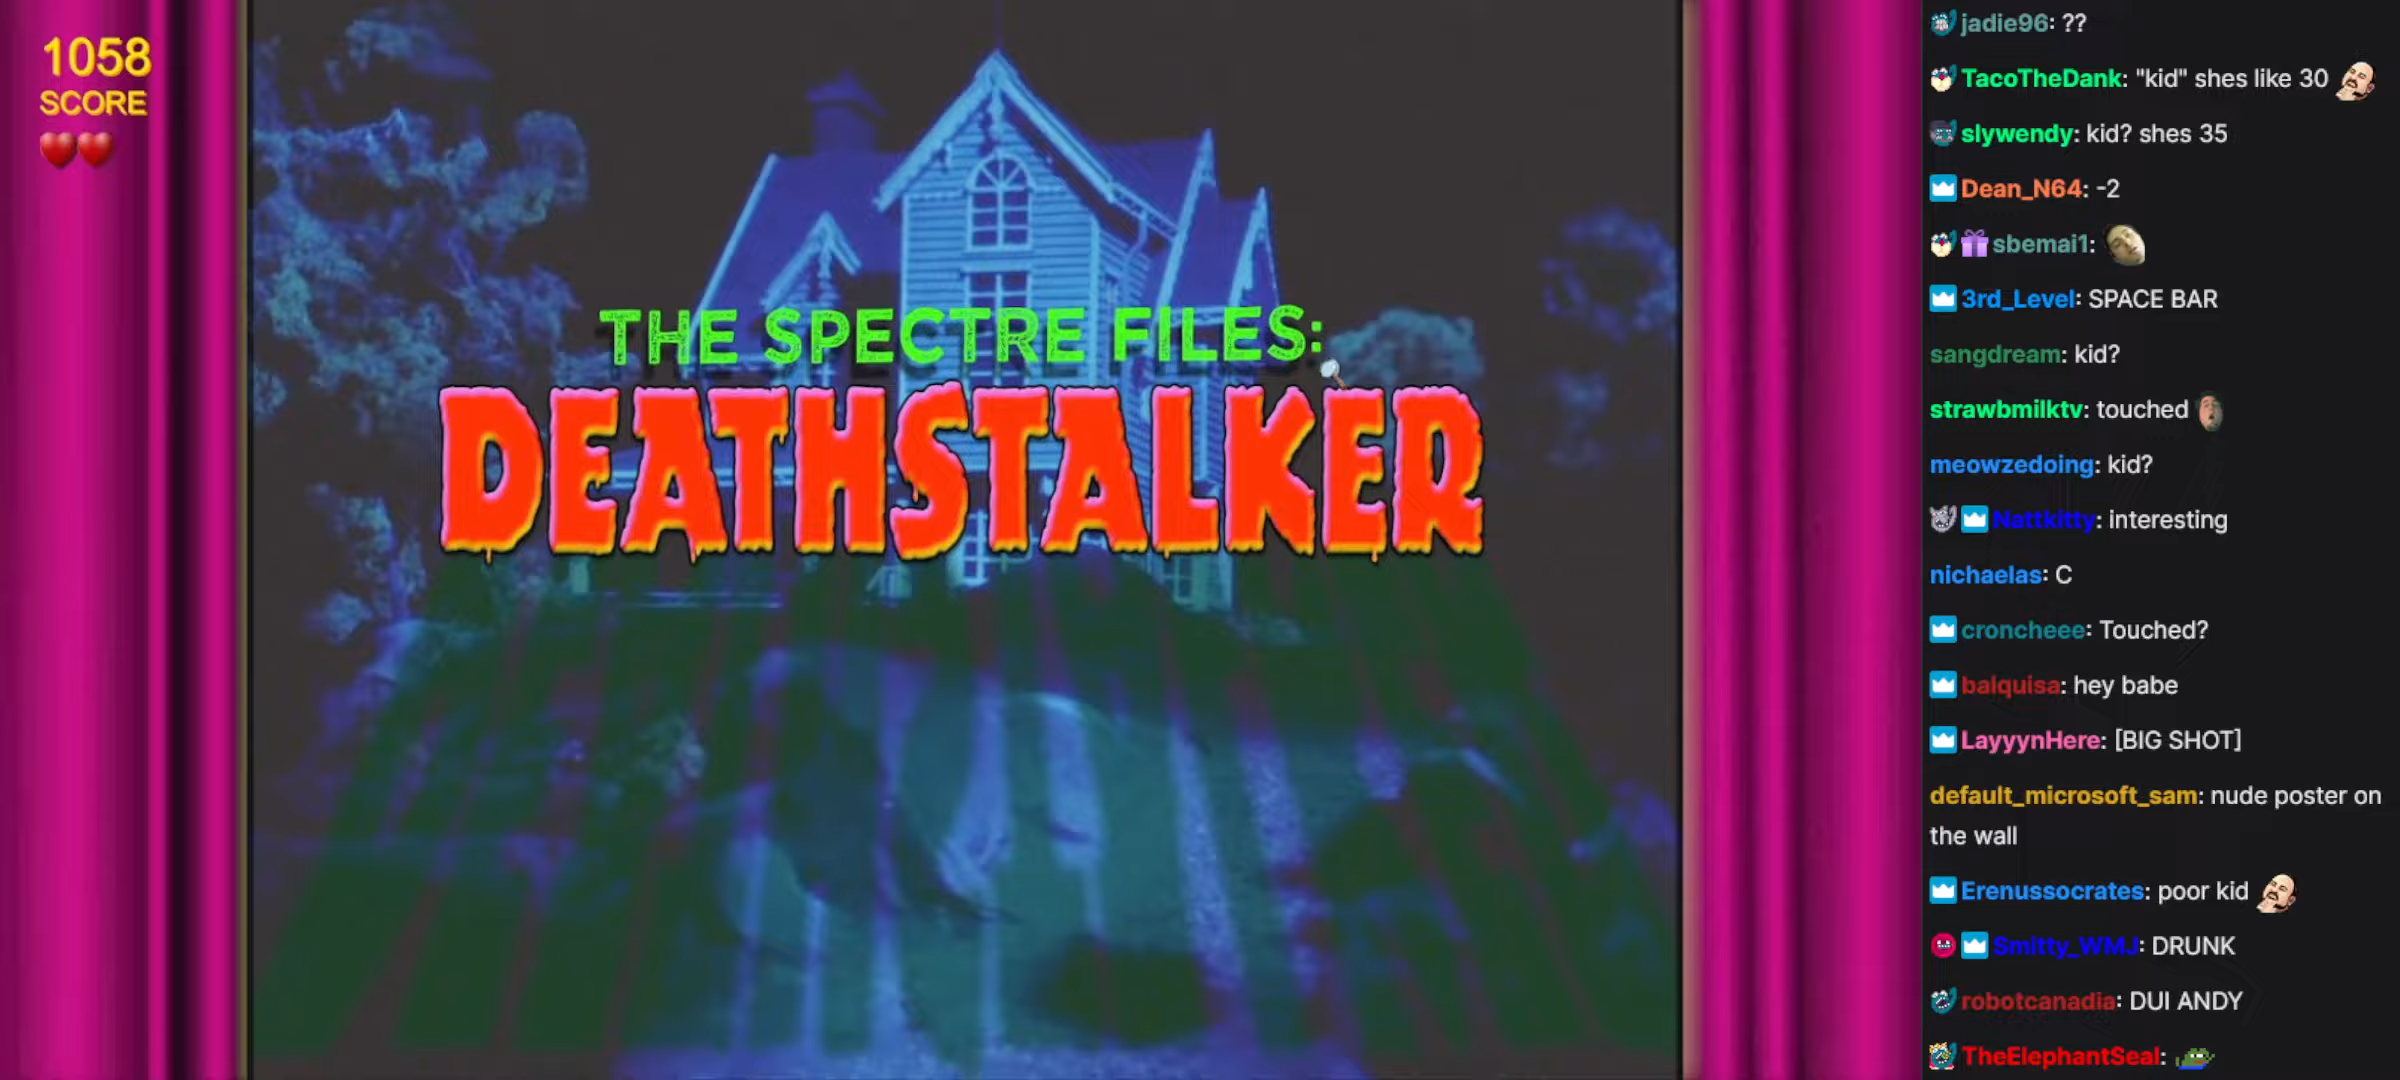 1058
SCORE
THE SPECTRE FILES:
DEATHSTALKER
jadie96: ??
TacoTheDank: "kid" shes like 30
slywendy: kid? shes 35
Dean_N64: -2
sbemai1:
3rd_Level: SPACE BAR
sangdream: kid?
strawbmilktv: touched
meowzedoing: kid?
Nattkitty: interesting
nichaelas: C
croncheee: Touched?
balquisa: hey babe
LayyynHere: [BIG SHOT]
default_microsoft_sam: nude poster on
the wall
Erenussocrates: poor kid
Smitty_WMJ: DRUNK
robotcanadia: DUI ANDY
TheElephantSeal: